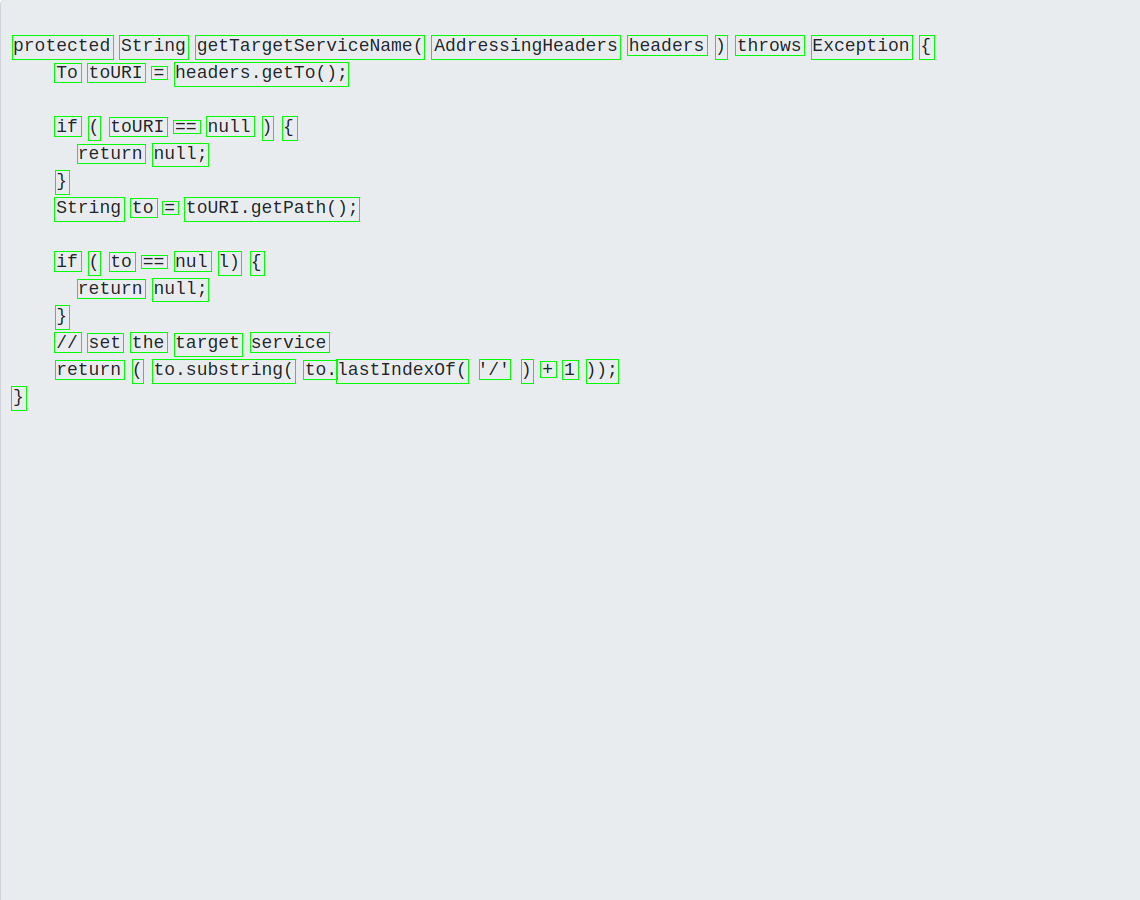 protected String getTargetServiceName( AddressingHeaders headers ) throws Exception {
    To toURI = headers.getTo();
    if ( toURI == null ) {
      return null;
    }
    String to = toURI.getPath();
    if ( to == nul l) {
      return null;
    }
    // set the target service
    return ( to.substring( to.lastIndexOf( '/' ) + 1 ));
}